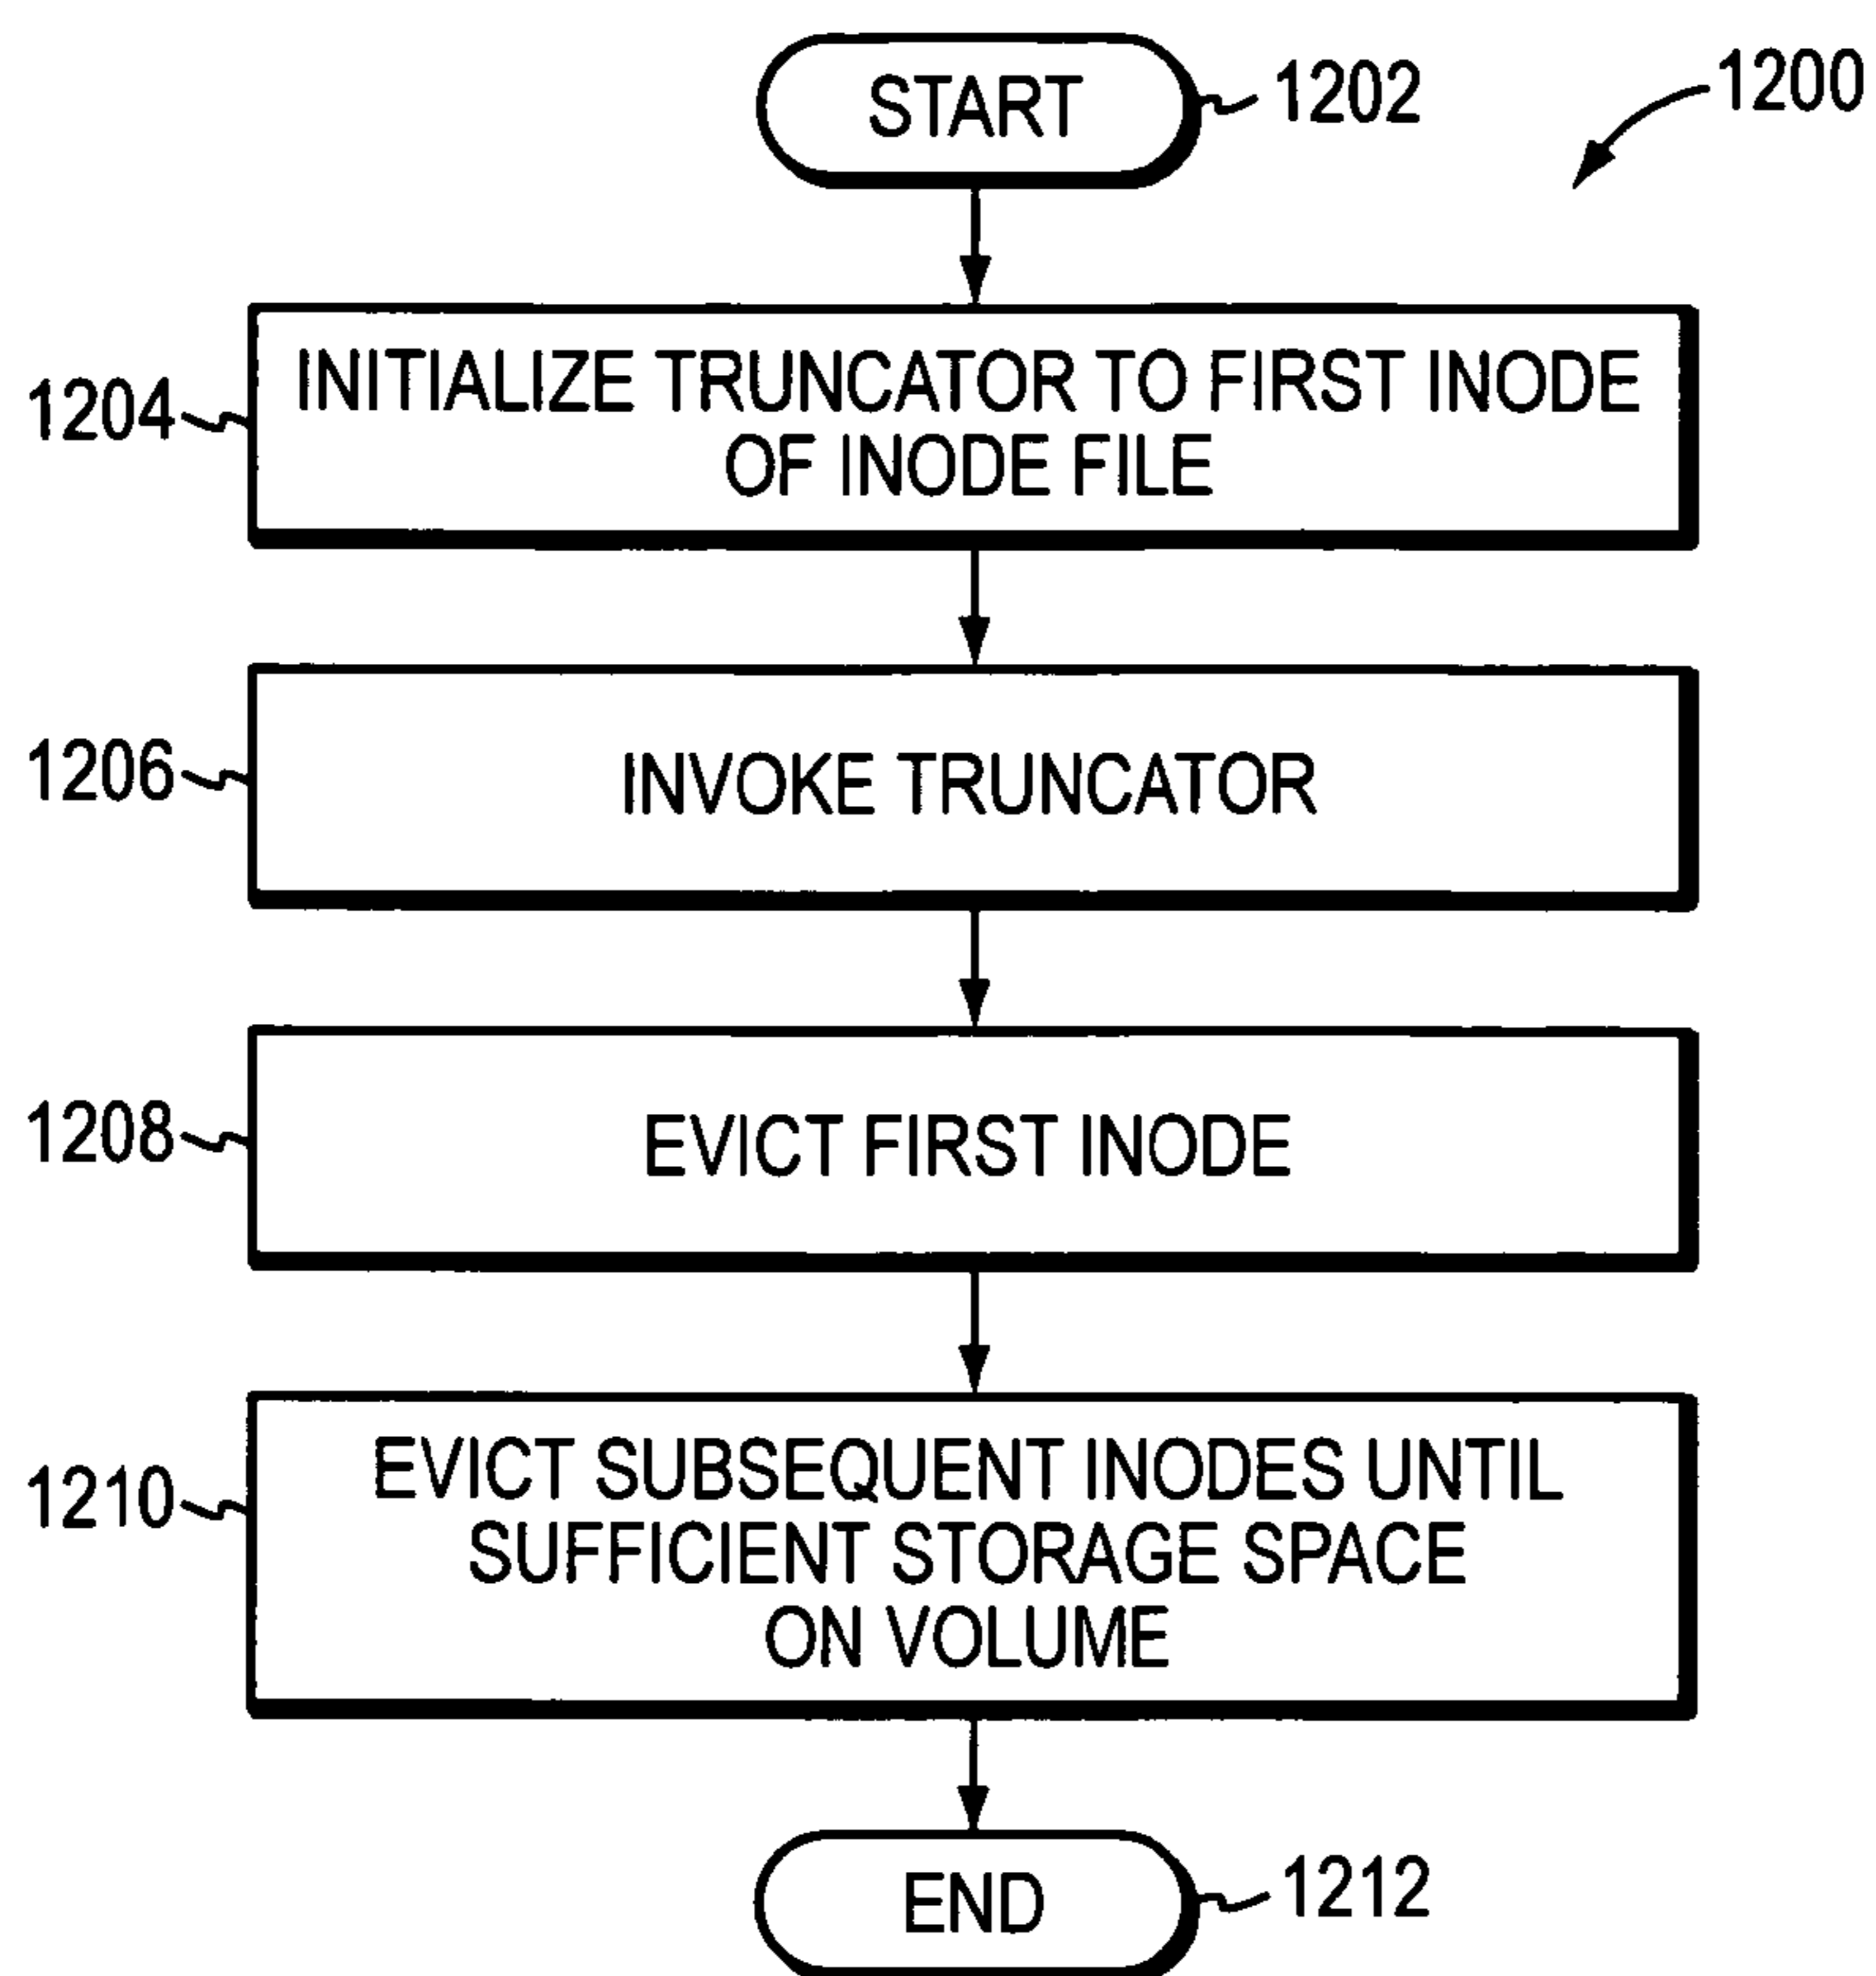 START
1202
1200
1204
INITIALIZE TRUNCATOR TO FIRST INODE
OF INODE FILE
1206
INVOKE TRUNCATOR
1208
EVICT FIRST INODE
1210
EVICT SUBSEQUENT INODES UNTIL
SUFFICIENT STORAGE SPACE
ON VOLUME
END
1212